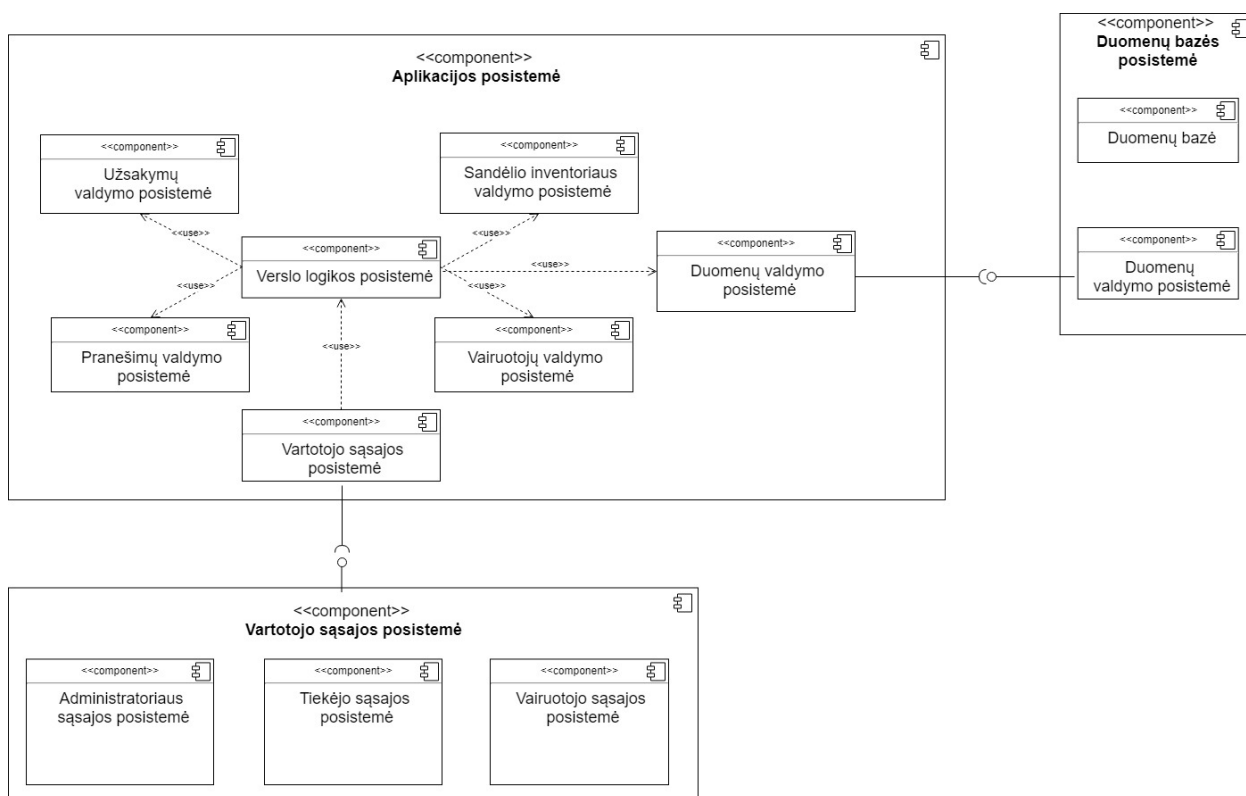 <<component>>
Aplikacijos posistemė
<<component>>
Duomenų bazės
posistemė
<<component>>
Duomenų bazė
<<component>>
Užsakymų
valdymo posistemė
<<component>>
Sandėlio inventoriaus
valdymo posistemė
<<use>>
<<use>>
<<component>>
Verslo logikos posistemė
<<use>>
<<component>>
Duomenų valdymo
posistemė
<<component>>
Duomenų
valdymo posistemė
<<use>>
<<use>>
<<component>>
Pranešimų valdymo
posistemė
<<use>>
<<component>>
Vairuotojų valdymo
posistemė
<<component>>
Vartotojo sąsajos
posistemė
<<component>>
Vartotojo sąsajos posistemė
<<component>>
Administratoriaus
sąsajos posistemė
<<component>>
Tiekėjo sąsajos
posistemė
<<component>>
Vairuotojo sąsajos
posistemė